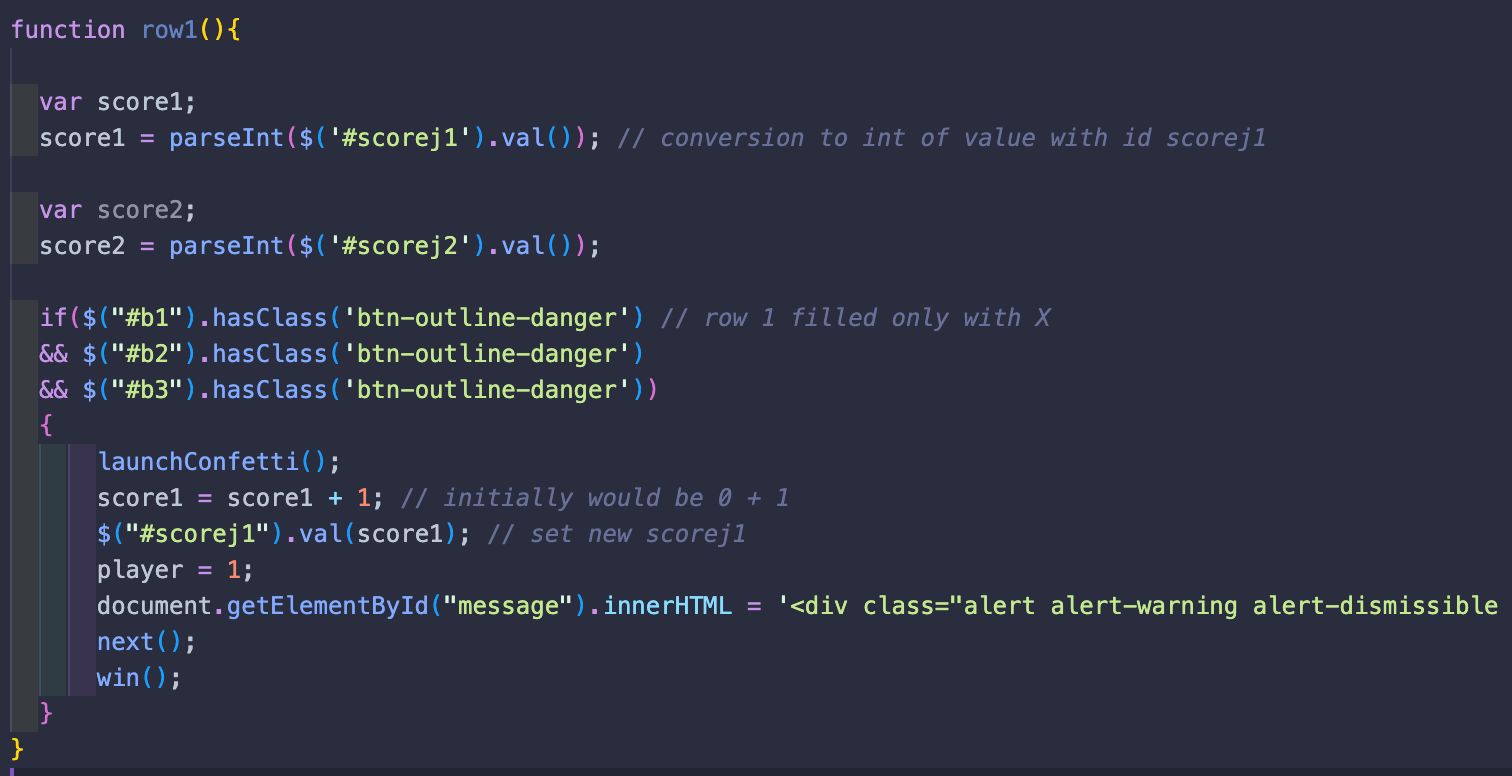 function row1(){
var score1;
score1 = parseInt($('#scorej1').val()); // conversion to int of value with id scorej1
var score2;
score2 = parseInt($('#scorej2').val());
if($("#b1").hasClass('btn-outline-danger') // row 1 filled only with X
&& $("#b2").hasClass('btn-outline-danger')
&& $("#b3").hasClass('btn-outline-danger'))
{
launchConfetti();
score1 = score1 + 1; // initially would be 0 + 1
$("#scorej1").val(score1); // set new scorej1
player = 1;
document.getElementById("message").innerHTML = '<div class="alert alert-warning alert-dismissible
next();
win();
}
}